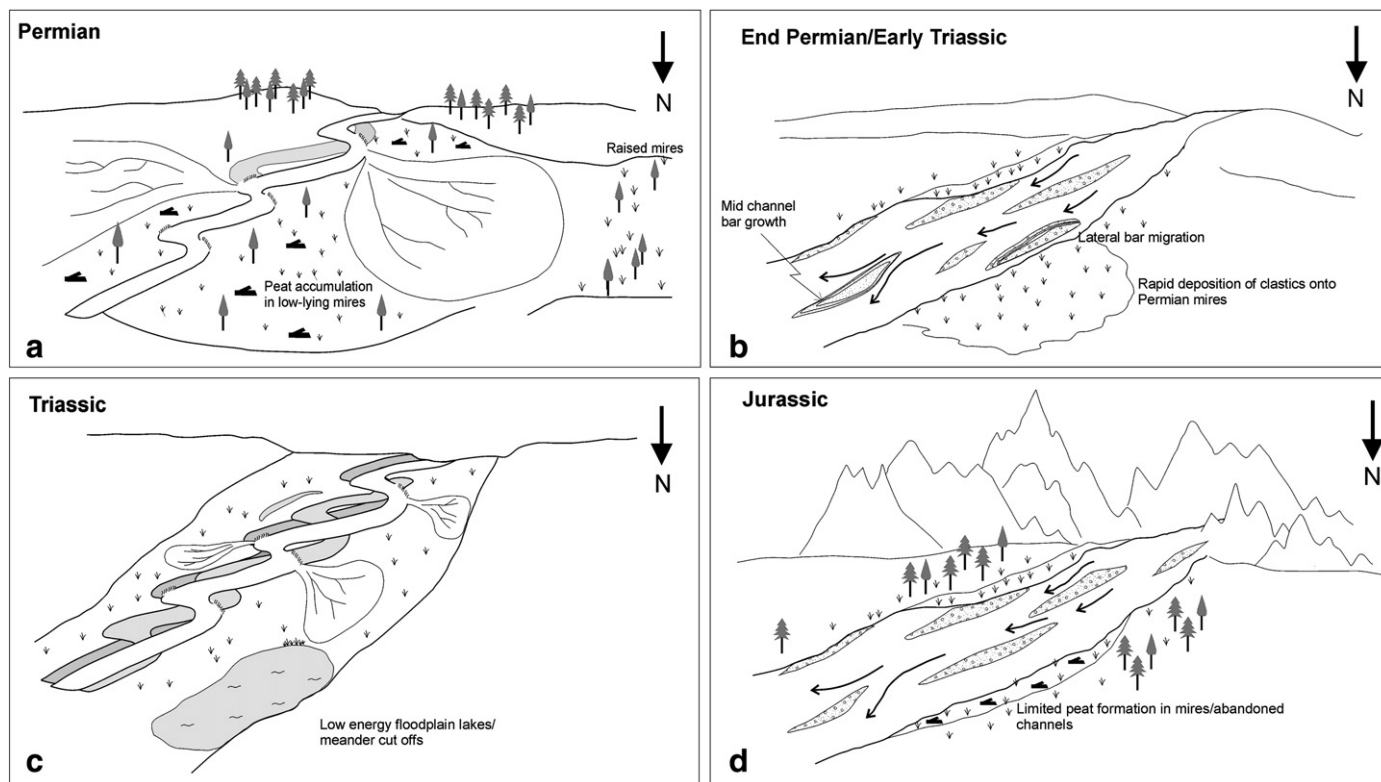 Permian
N
Raised mires
Peat accumulation
in low-lying mires
a
End Permian/Early Triassic
N
Mid channel
bar growth
Lateral bar migration
Rapid deposition of clastics onto
Permian mires
b
Triassic
N
Low energy floodplain lakes/
meander cut offs
c
Jurassic
N
Limited peat formation in mires/abandoned
channels
d